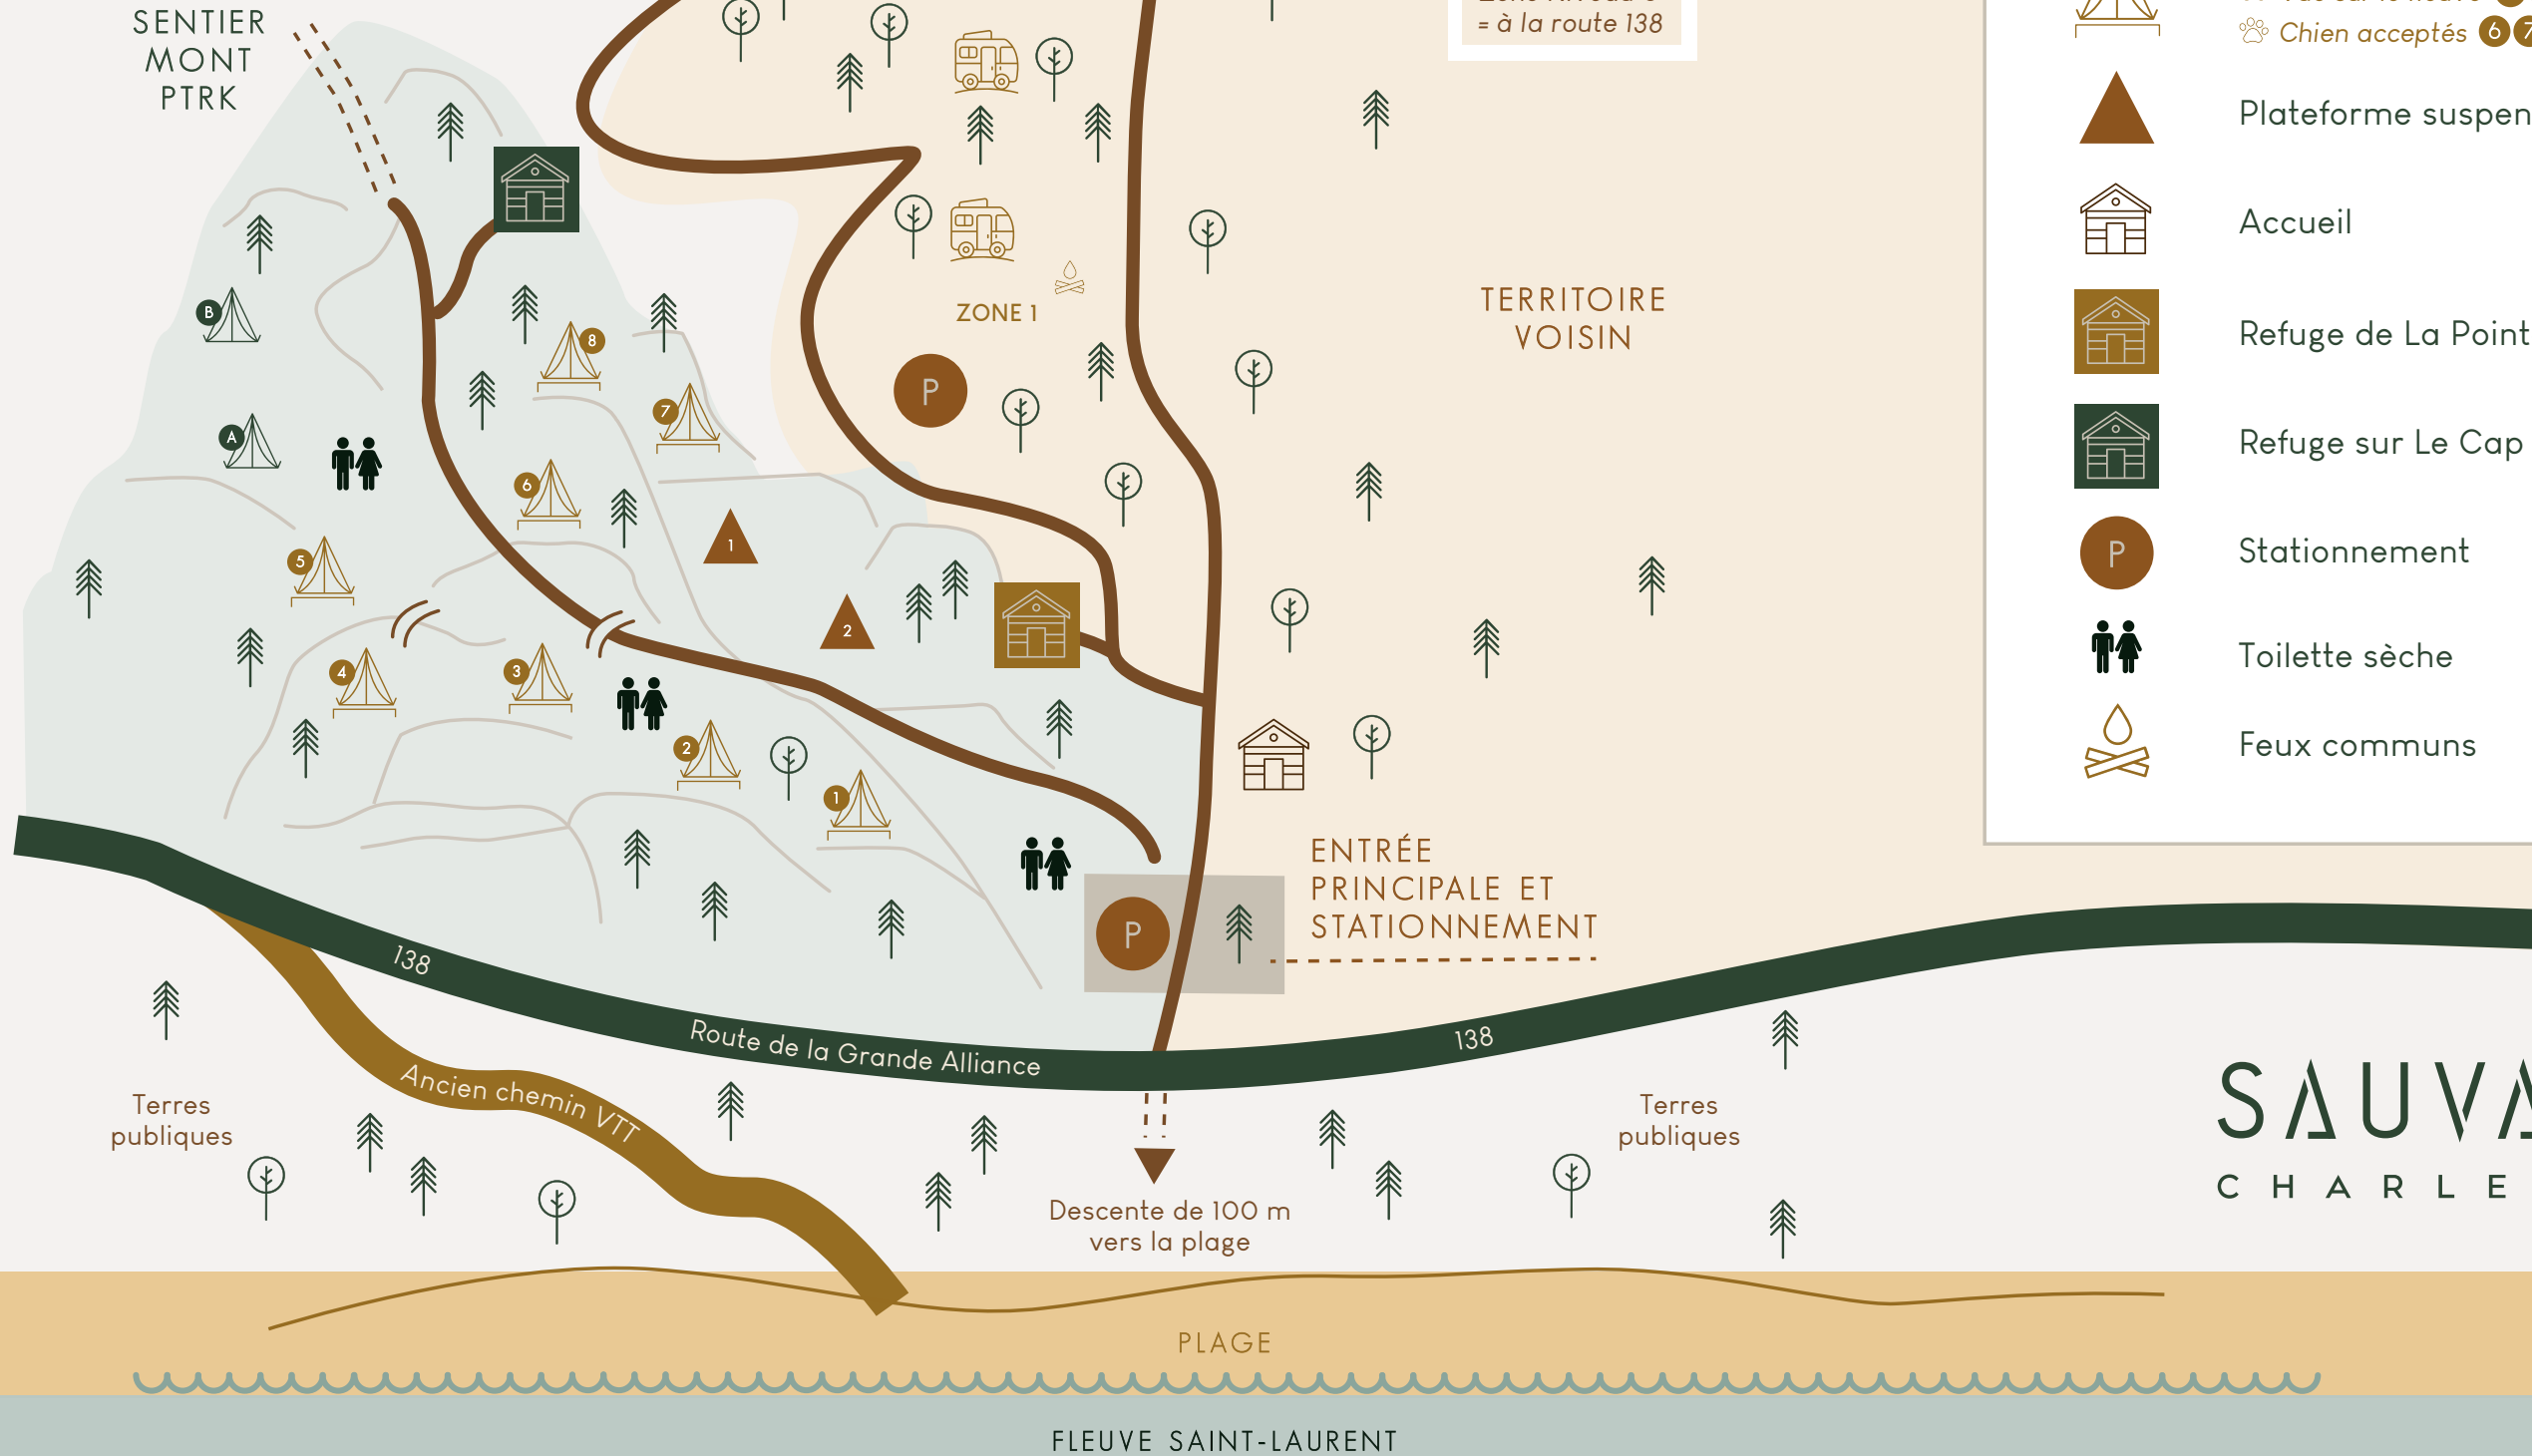 SENTIER
MONT
PTRK
= à la route 138
Chien acceptés 6
Plateforme suspen
Accueil
Refuge de La Point
Refuge sur Le Cap
P
Stationnement
Toilette sèche
Feux communs
ZONE 1
P
TERRITOIRE
VOISIN
B
A
8
7
6
5
4
3
2
1
1
2
ENTRÉE
PRINCIPALE ET
STATIONNEMENT
P
138
Route de la Grande Alliance
138
Ancien chemin VTT
Terres
publiques
Terres
publiques
Descente de 100 m
vers la plage
SAUVA
CHARLE
PLAGE
FLEUVE SAINT-LAURENT